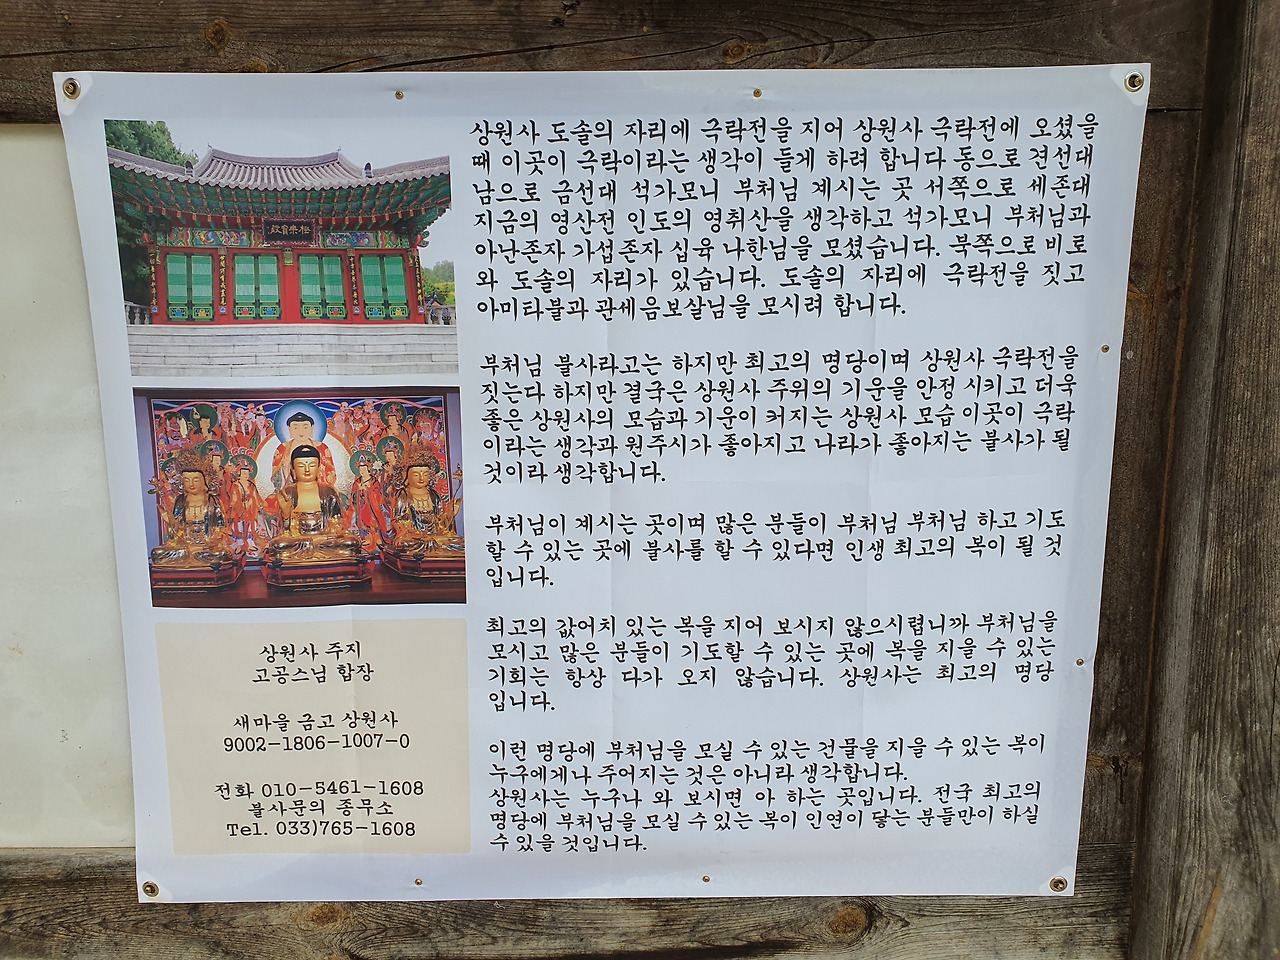 상원사 도솔의 자리에 극락전을 지어 상원사 극락전에 오셨을
때 이곳이 극락이라는 생각이 들게 하려 합니다 동으로 견선대
남으로 금선대 석가모니 부처님 계시는 곳 서쪽으로 세존대
지금의 영산전 인도의 영취산을 생각하고 석가모니 부처님과
아난존자 가섭존자 십육 나한님을 모셨습니다. 북쪽으로 비로
와 도솔의 자리가 있습니다. 도솔의 자리에 극락전을 짓고
아미타불과 관세음보살님을 모시려 합니다.
부처님 불사라고는 하지만 최고의 명당이며 상원사 극락전을
짓는다 하지만 결국은 상원사 주위의 기운을 안정 시키고 더욱
좋은 상원사의 모습과 기운이 커지는 상원사 모습 이곳이 극락
이라는 생각과 원주시가 좋아지고 나라가 좋아지는 불사가 될
것이라 생각합니다.
부처님이 계시는 곳이며 많은 분들이 부처님 부처님 하고 기도
할 수 있는 곳에 불사를 할 수 있다면 인생 최고의 복이 될 것
입니다.
최고의 값어치 있는 복을 지어 보시지 않으시렵니까 부처님을
모시고 많은 분들이 기도할 수 있는 곳에 복을 지을 수 있는
기회는 항상 다가 오지 않습니다. 상원사는 최고의 명당
입니다.
이런 명당에 부처님을 모실 수 있는 건물을 지을 수 있는 복이
누구에게나 주어지는 것은 아니라 생각합니다.
상원사는 누구나 와 보시면 아 하는 곳입니다. 전국 최고의
명당에 부처님을 모실 수 있는 복이 인연이 닿는 분들만이 하실
수 있을 것입니다.
殿寶樂極
상원사 주지
고공스님 합장
새마을 금고 상원사
9002-1806-1007-0
전화 010-5461-1608
불사문의 종무소
Tel. 033)765-1608